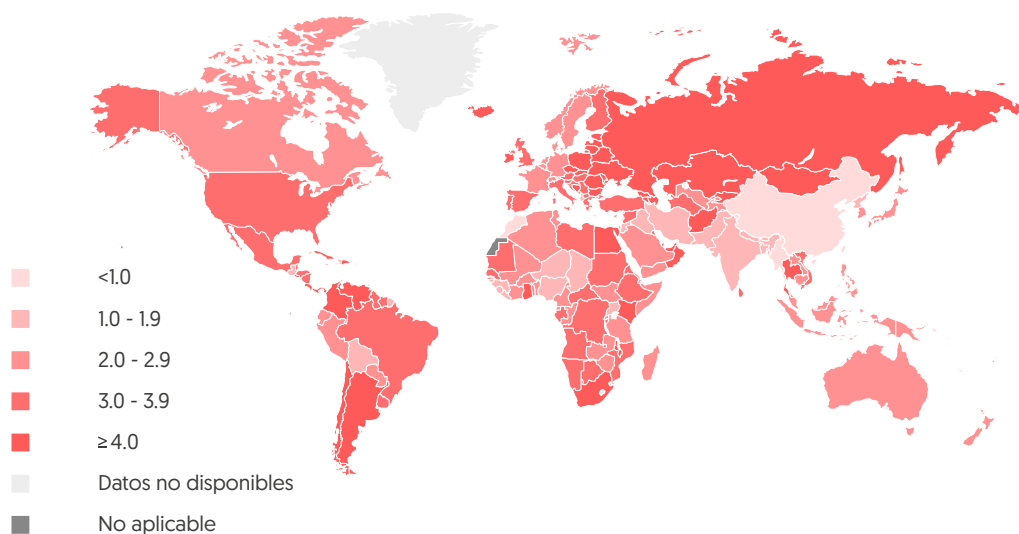 <1.0
1.0 - 1.9
2.0 - 2.9
3.0 - 3.9
≥ 4.0
Datos no disponibles
No aplicable